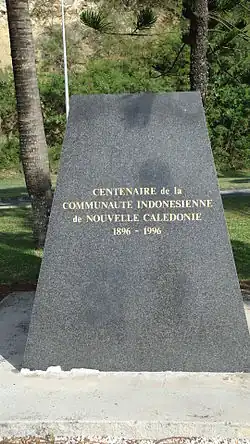 CENTENAIRE de la
COMMUNAUTE INDONESIENNE
de NOUVELLE CALEDONIE
1896 - 1996